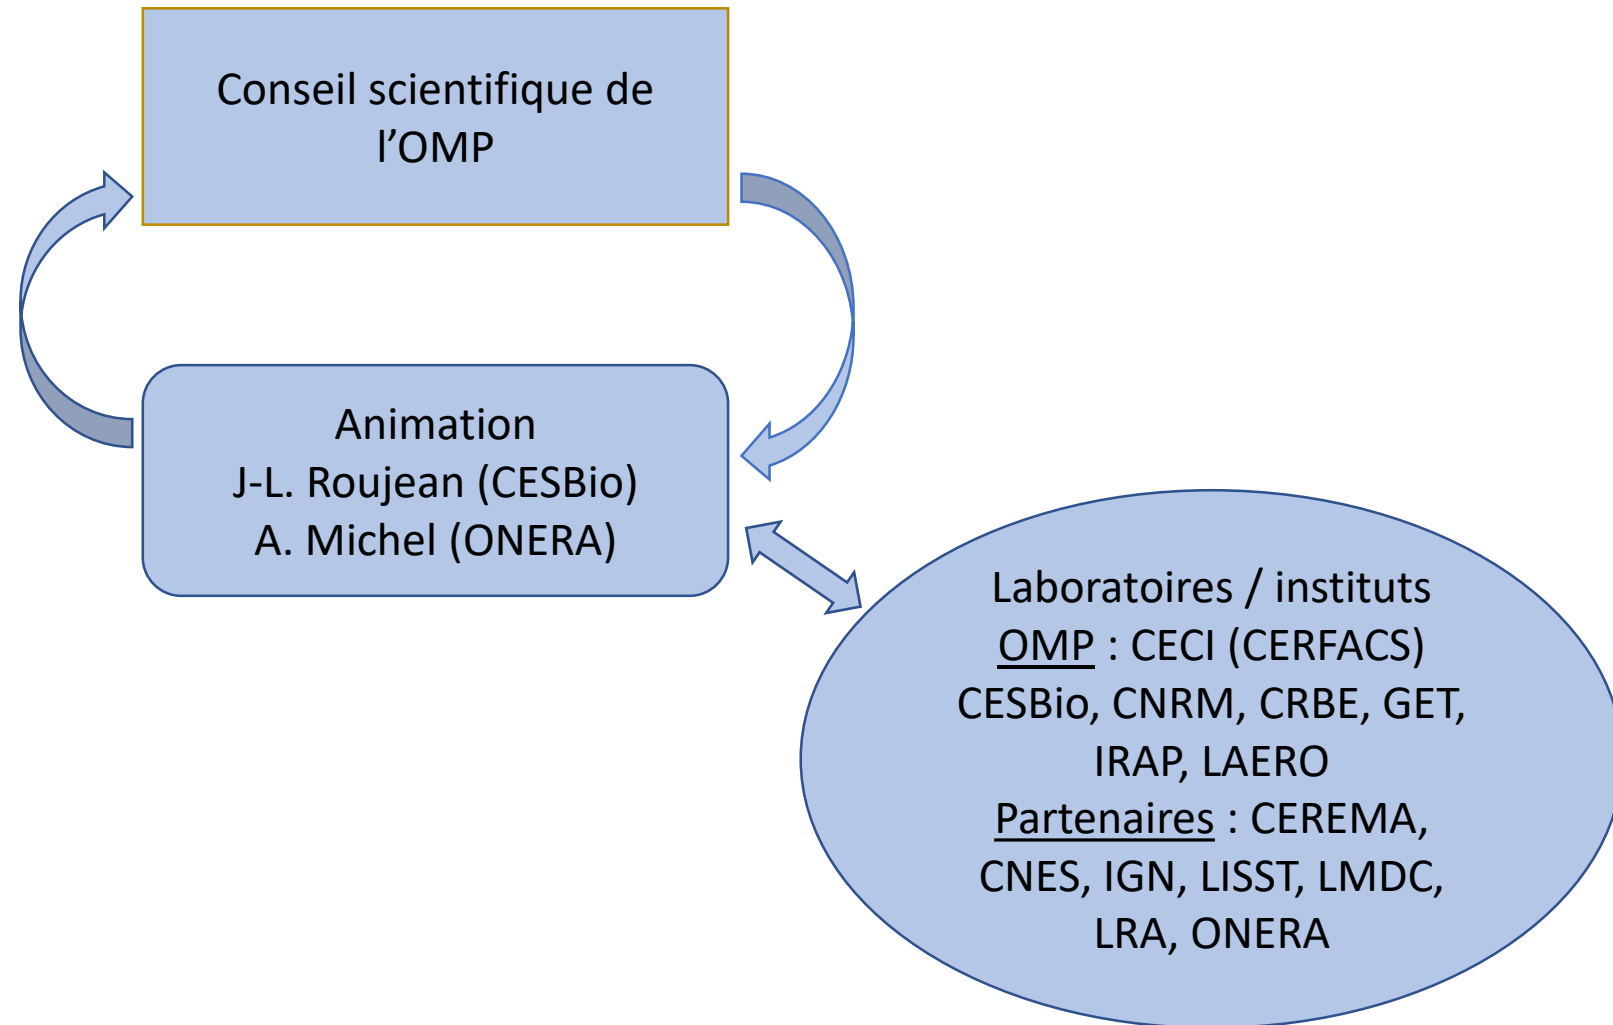 Conseil scientifique de
l’OMP
Animation
J-L. Roujean (CESBio)
A. Michel (ONERA)
Laboratoires / instituts
OMP : CECI (CERFACS)
CESBio, CNRM, CRBE, GET,
IRAP, LAERO
Partenaires : CEREMA,
CNES, IGN, LISST, LMDC,
LRA, ONERA